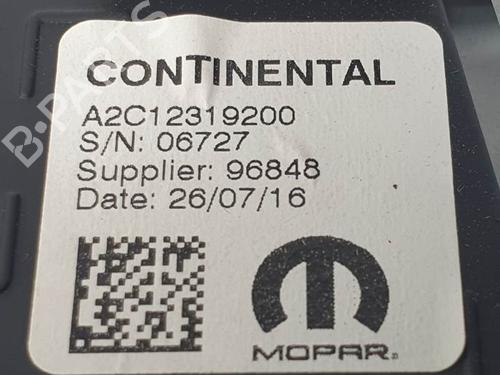 B-PARTS
CONTINENTAL
A2C12319200
S/N: 06727
Supplier: 96848
Date: 26/07/16
MOPAR